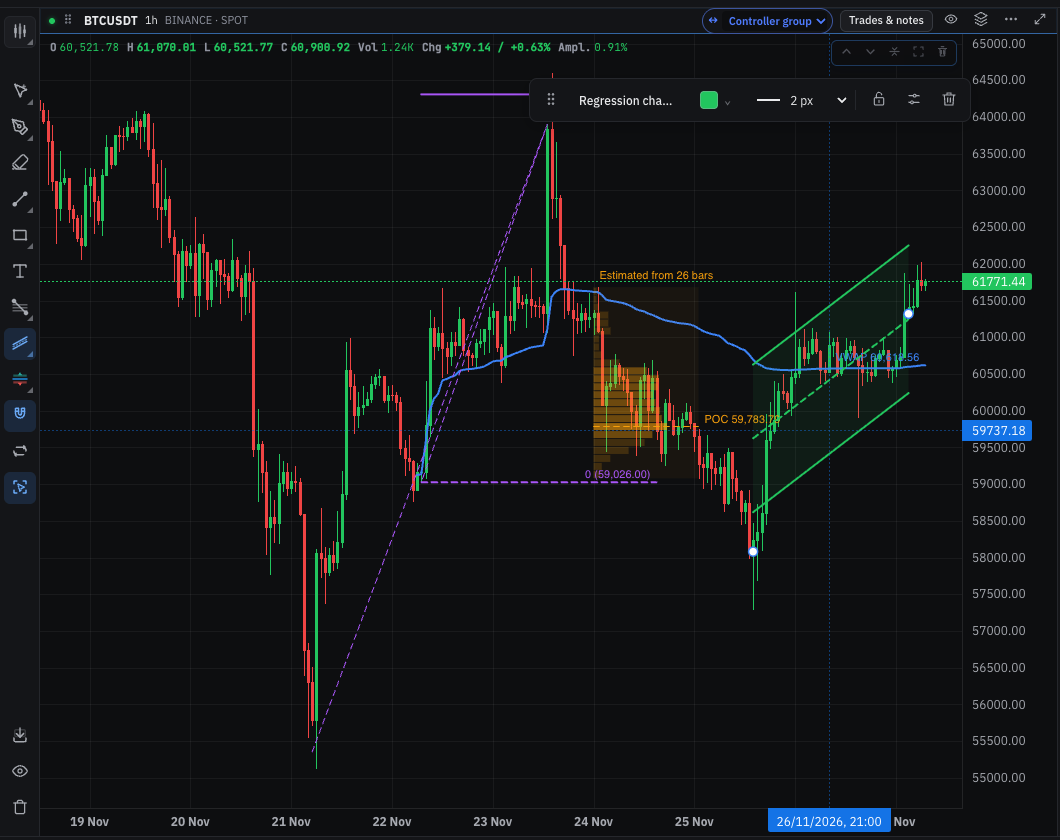 BTCUSDT 1h BINANCE · SPOT
Controller group
Trades & notes
O 60,521.78 H 61,070.01 L 60,521.77 C 60,900.92 Vol 1.24K Chg +379.14 / +0.63% Ampl. 0.91%
Regression cha...
2 px
65000.00
64500.00
64000.00
63500.00
63000.00
62500.00
62000.00
61771.44
61500.00
61000.00
60500.00
60000.00
59737.18
59500.00
59000.00
58500.00
58000.00
57500.00
57000.00
56500.00
56000.00
55500.00
55000.00
Estimated from 26 bars
POC 59,783.
0 (59,026.00)
19 Nov
20 Nov
21 Nov
22 Nov
23 Nov
24 Nov
25 Nov
26/11/2026, 21:00
Nov